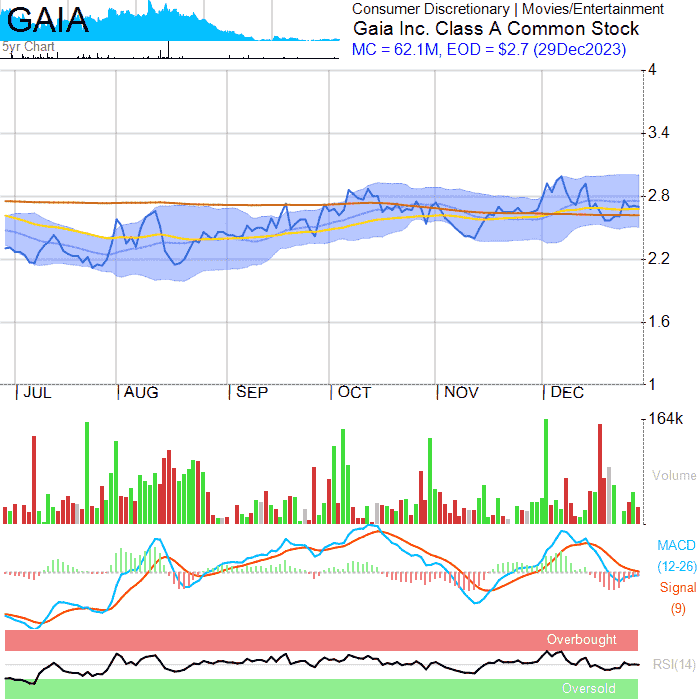 GAIA
5yr Chart
Consumer Discretionary | Movies/Entertainment
Gaia Inc. Class A Common Stock
MC = 62.1M, EOD = $2.7 (29Dec2023)
4
3.4
2.8
2.2
1.6
1
JUL AUG SEP OCT NOV DEC
164k
Volume
MACD
(12-26)
Signal
(9)
Overbought
RSI(14)
Oversold